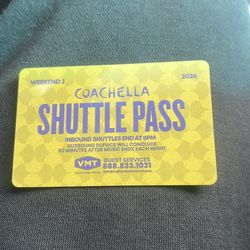 WEEKEND 2
2026
COACHELLA
SHUTTLE PASS
INBOUND SHUTTLES END AT 8PM
OUTBOUND SERVICE WILL CONCLUDE
60 MINUTES AFTER MUSIC ENDS EACH NIGHT
VMT
GUEST SERVICES
888.833.1031